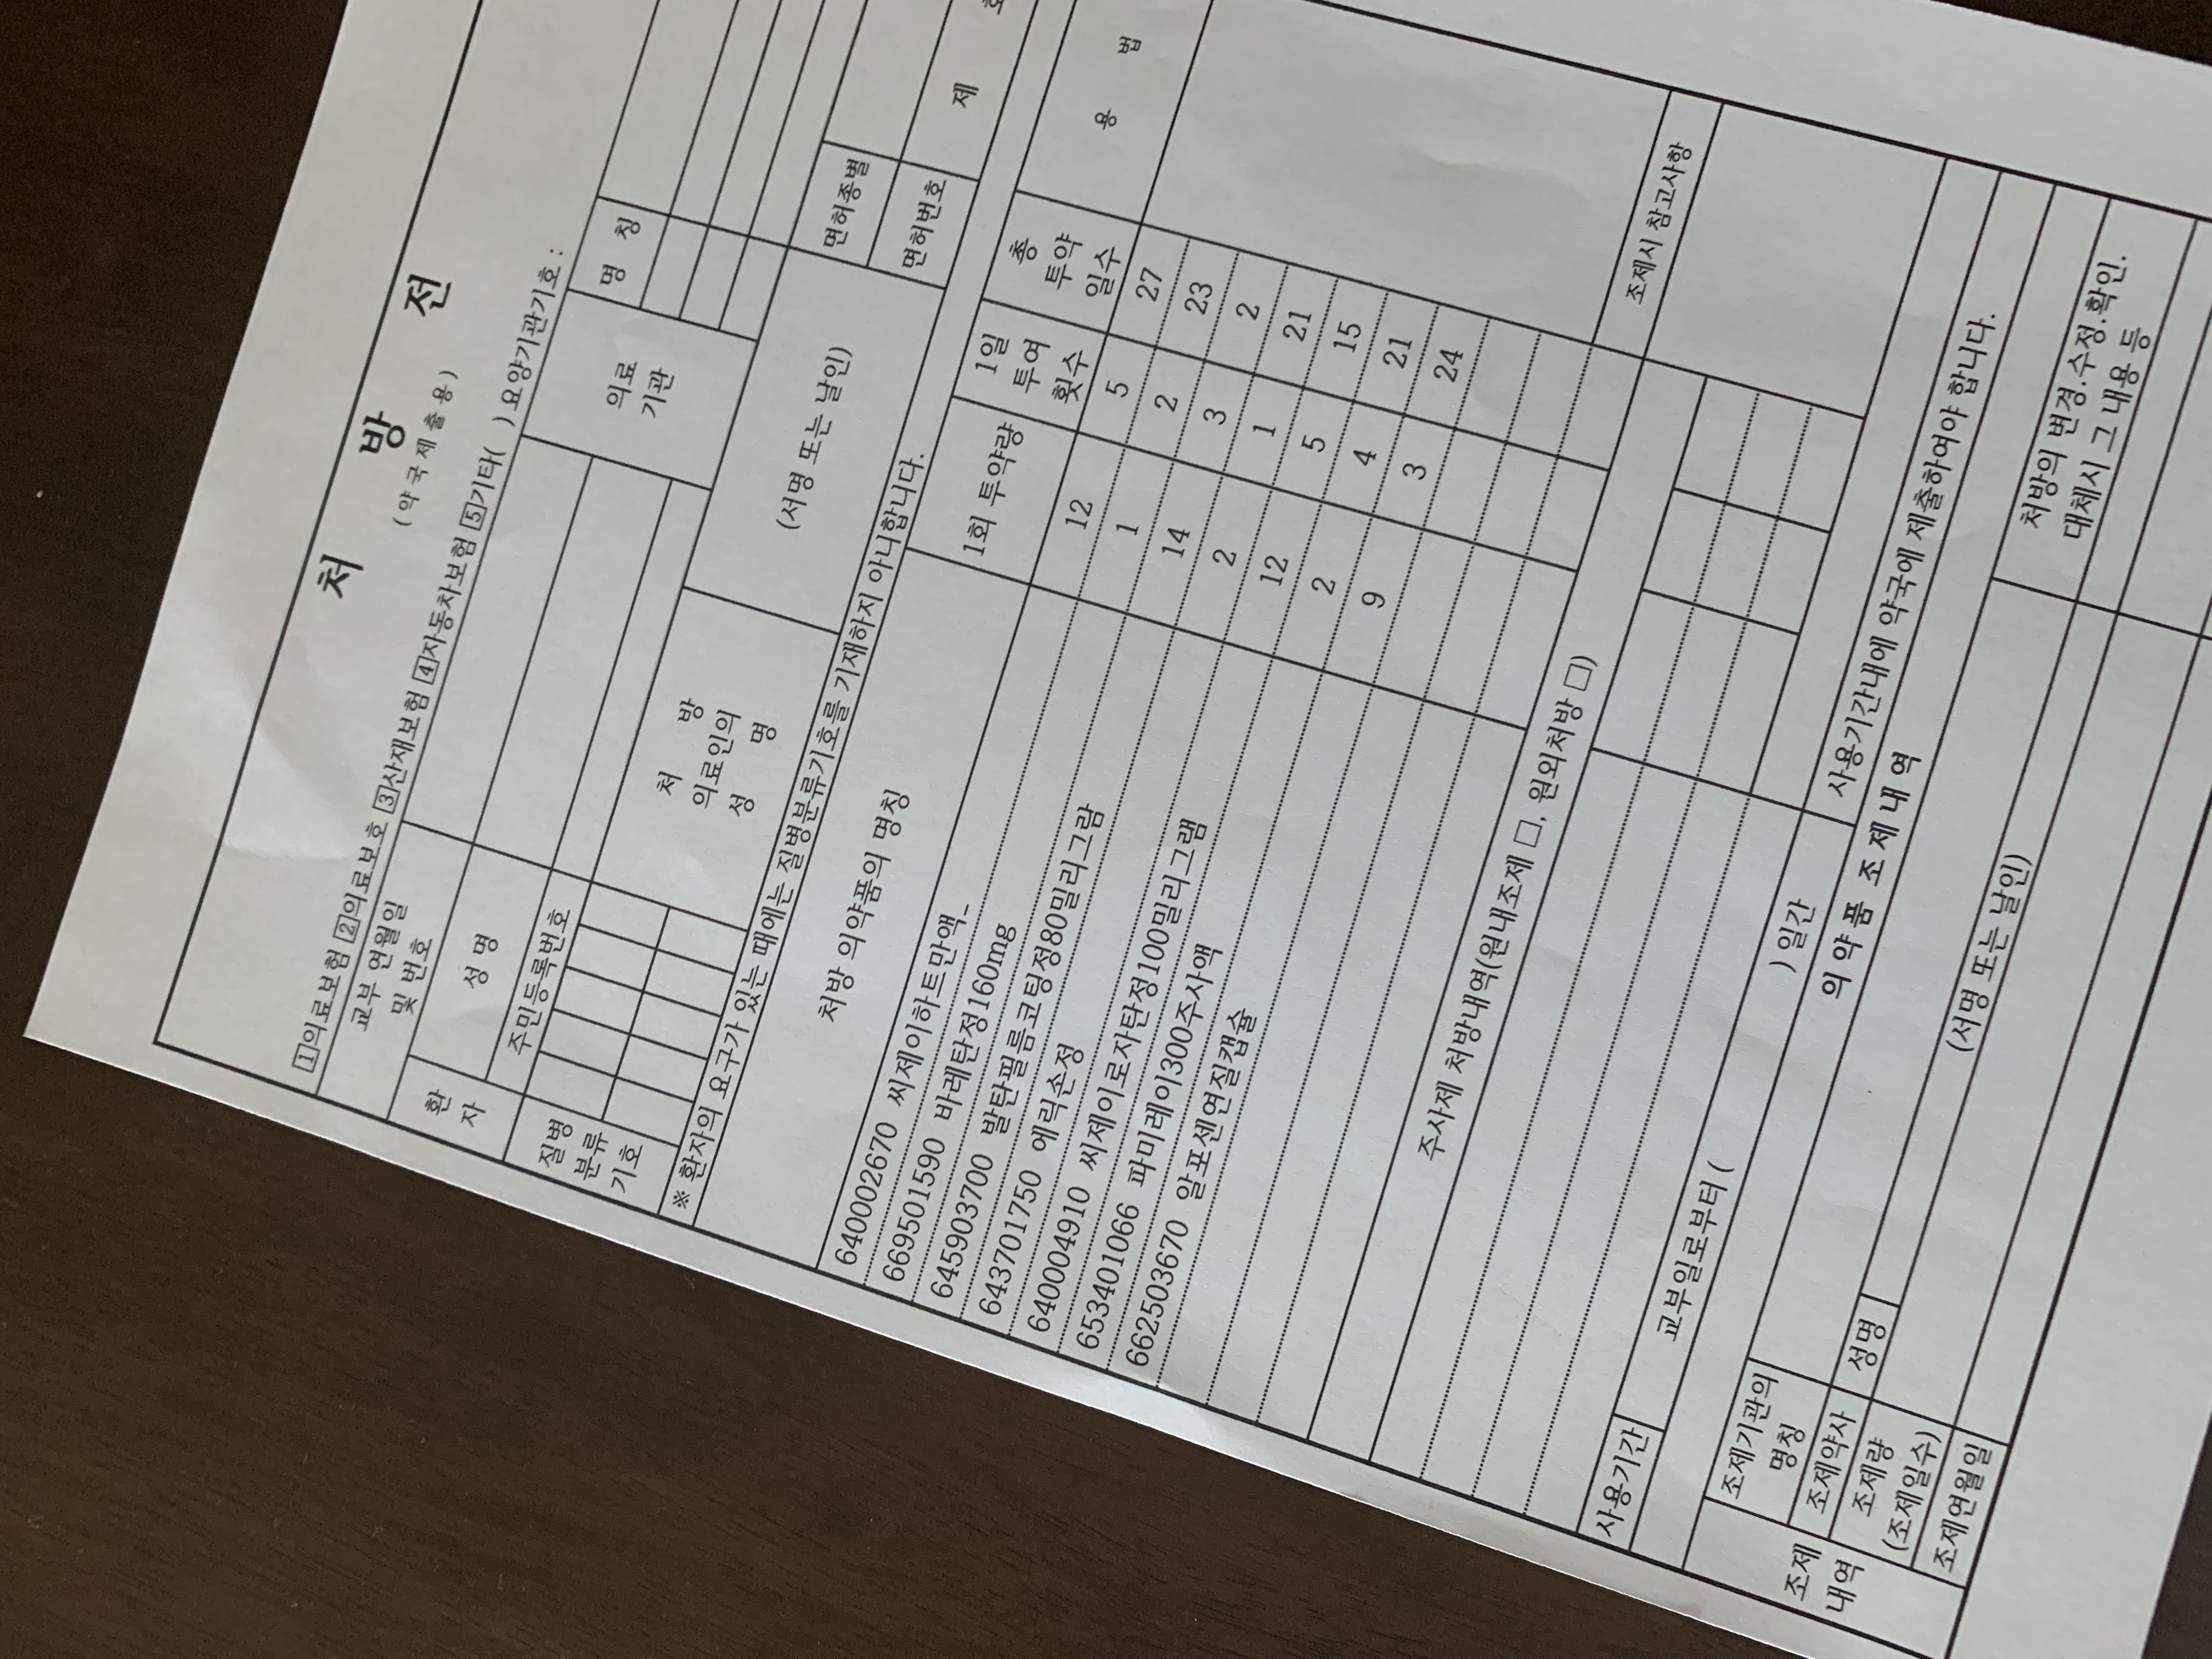 처 방 전
(약국제출용)
1의료보험 2의료보호 3산재보험 4자동차보험 5기타( ) 요양기관기호 :
교부 연월일
및 번호
환
자
성 명
주민등록번호
의료
기관
명 칭
질병
분류
기호
처 방
의료인의
성 명
(서명 또는 날인)
면허종별
면허번호
제
※ 환자의 요구가 있는 때에는 질병분류기호를 기재하지 아니합니다.
처방 의약품의 명칭
1회 투약량
1일
투여
횟수
총
투약
일수
용 법
640002670 씨제이하트만액_ 12 5 27
669501590 바레탄정160mg 1 2 23
645903700 발탄필름코팅정80밀리그람 14 3 2
643701750 에릭손정 2 1 21
640004910 씨제이로자탄정100밀리그램 12 5 15
653401066 파미레이300주사액 2 4 21
662503670 알포센연질캡슐 9 3 24
주사제 처방내역(원내조제 □, 원외처방 □)
조제시 참고사항
사용기간
교부일로부터 ( ) 일간
사용기간내에 약국에 제출하여야 합니다.
의약품 조제내역
조제
내역
조제기관의
명칭
조제약사
성명
(서명 또는 날인)
조제량
(조제일수)
조제연월일
처방의 변경.수정.확인.
대체시 그 내용 등